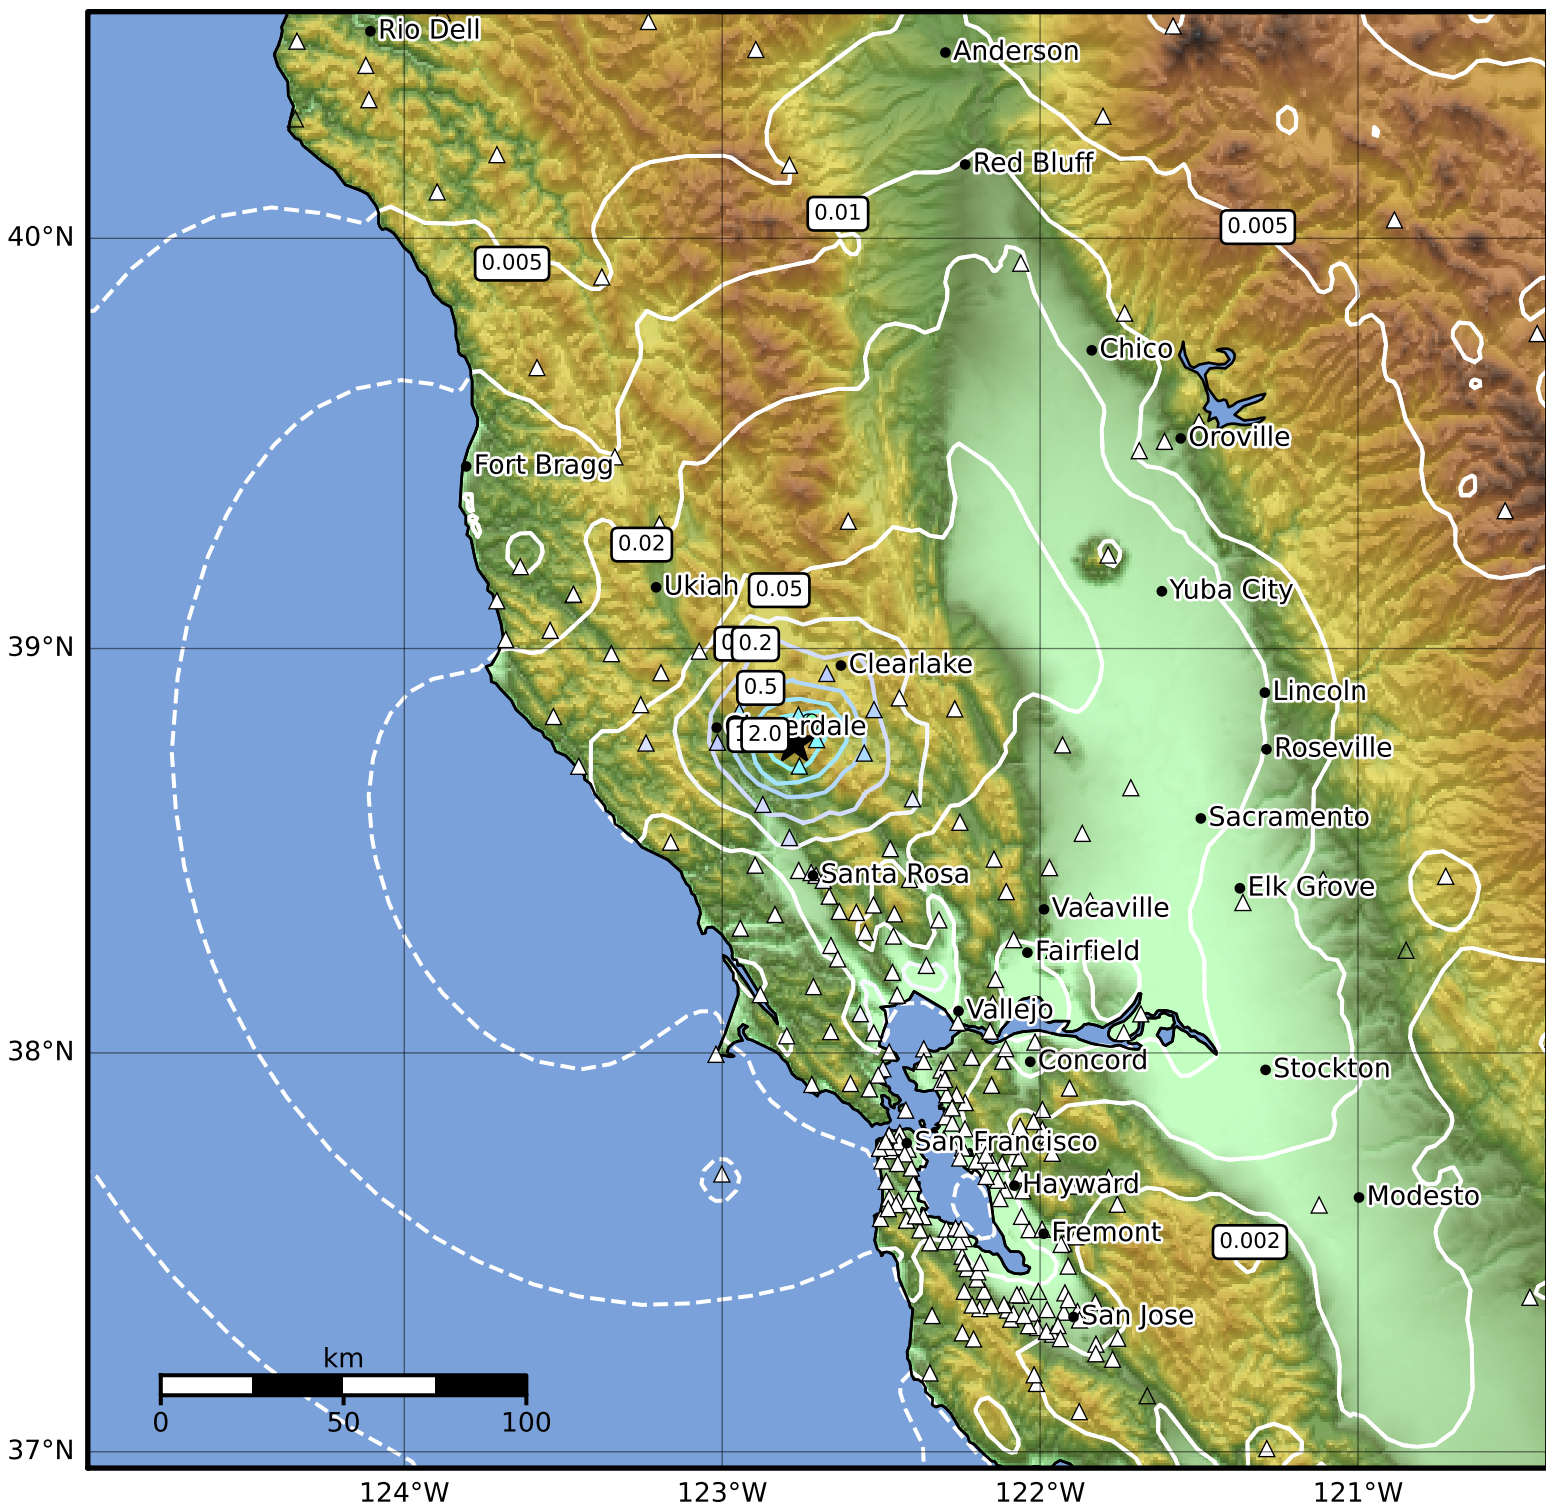 Rio Dell
Anderson
Red Bluff
0.01
0.005
40°N
0.005
Chico
Oroville
Fort Bragg
0.02
Ukiah
0.05
Yuba City
0.2
39°N
Clearlake
0.5
Lincoln
erdale
2.0
Roseville
Sacramento
Santa Rosa
Elk Grove
Vacaville
Fairfield
Vallejo
38°N
Concord
Stockton
San Francisco
Hayward
Modesto
Fremont
0.002
San Jose
km
0 50 100
37°N
124°W 123°W 122°W 121°W